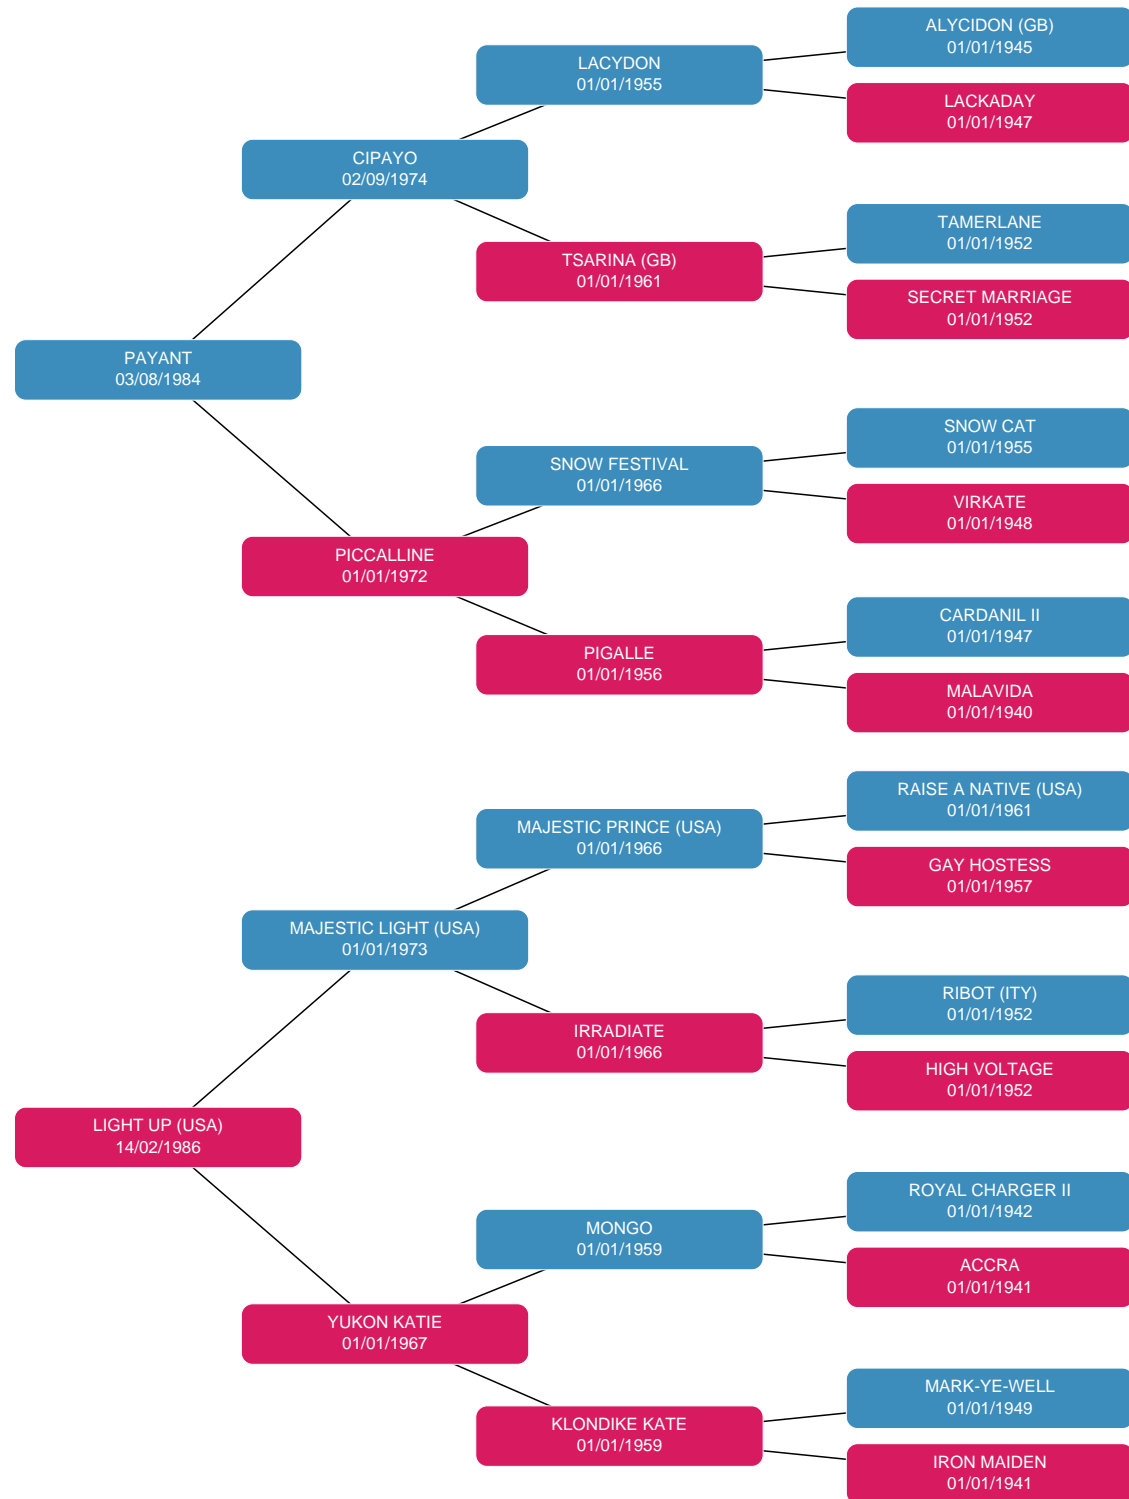 ALYCIDON (GB)
01/01/1945
LACYDON
01/01/1955
LACKADAY
01/01/1947
CIPAYO
02/09/1974
TAMERLANE
01/01/1952
TSARINA (GB)
01/01/1961
SECRET MARRIAGE
01/01/1952
PAYANT
03/08/1984
SNOW CAT
01/01/1955
SNOW FESTIVAL
01/01/1966
VIRKATE
01/01/1948
PICCALLINE
01/01/1972
CARDANIL II
01/01/1947
PIGALLE
01/01/1956
MALAVIDA
01/01/1940
RAISE A NATIVE (USA)
01/01/1961
MAJESTIC PRINCE (USA)
01/01/1966
GAY HOSTESS
01/01/1957
MAJESTIC LIGHT (USA)
01/01/1973
RIBOT (ITY)
01/01/1952
IRRADIATE
01/01/1966
HIGH VOLTAGE
01/01/1952
LIGHT UP (USA)
14/02/1986
ROYAL CHARGER II
01/01/1942
MONGO
01/01/1959
ACCRA
01/01/1941
YUKON KATIE
01/01/1967
MARK-YE-WELL
01/01/1949
KLONDIKE KATE
01/01/1959
IRON MAIDEN
01/01/1941